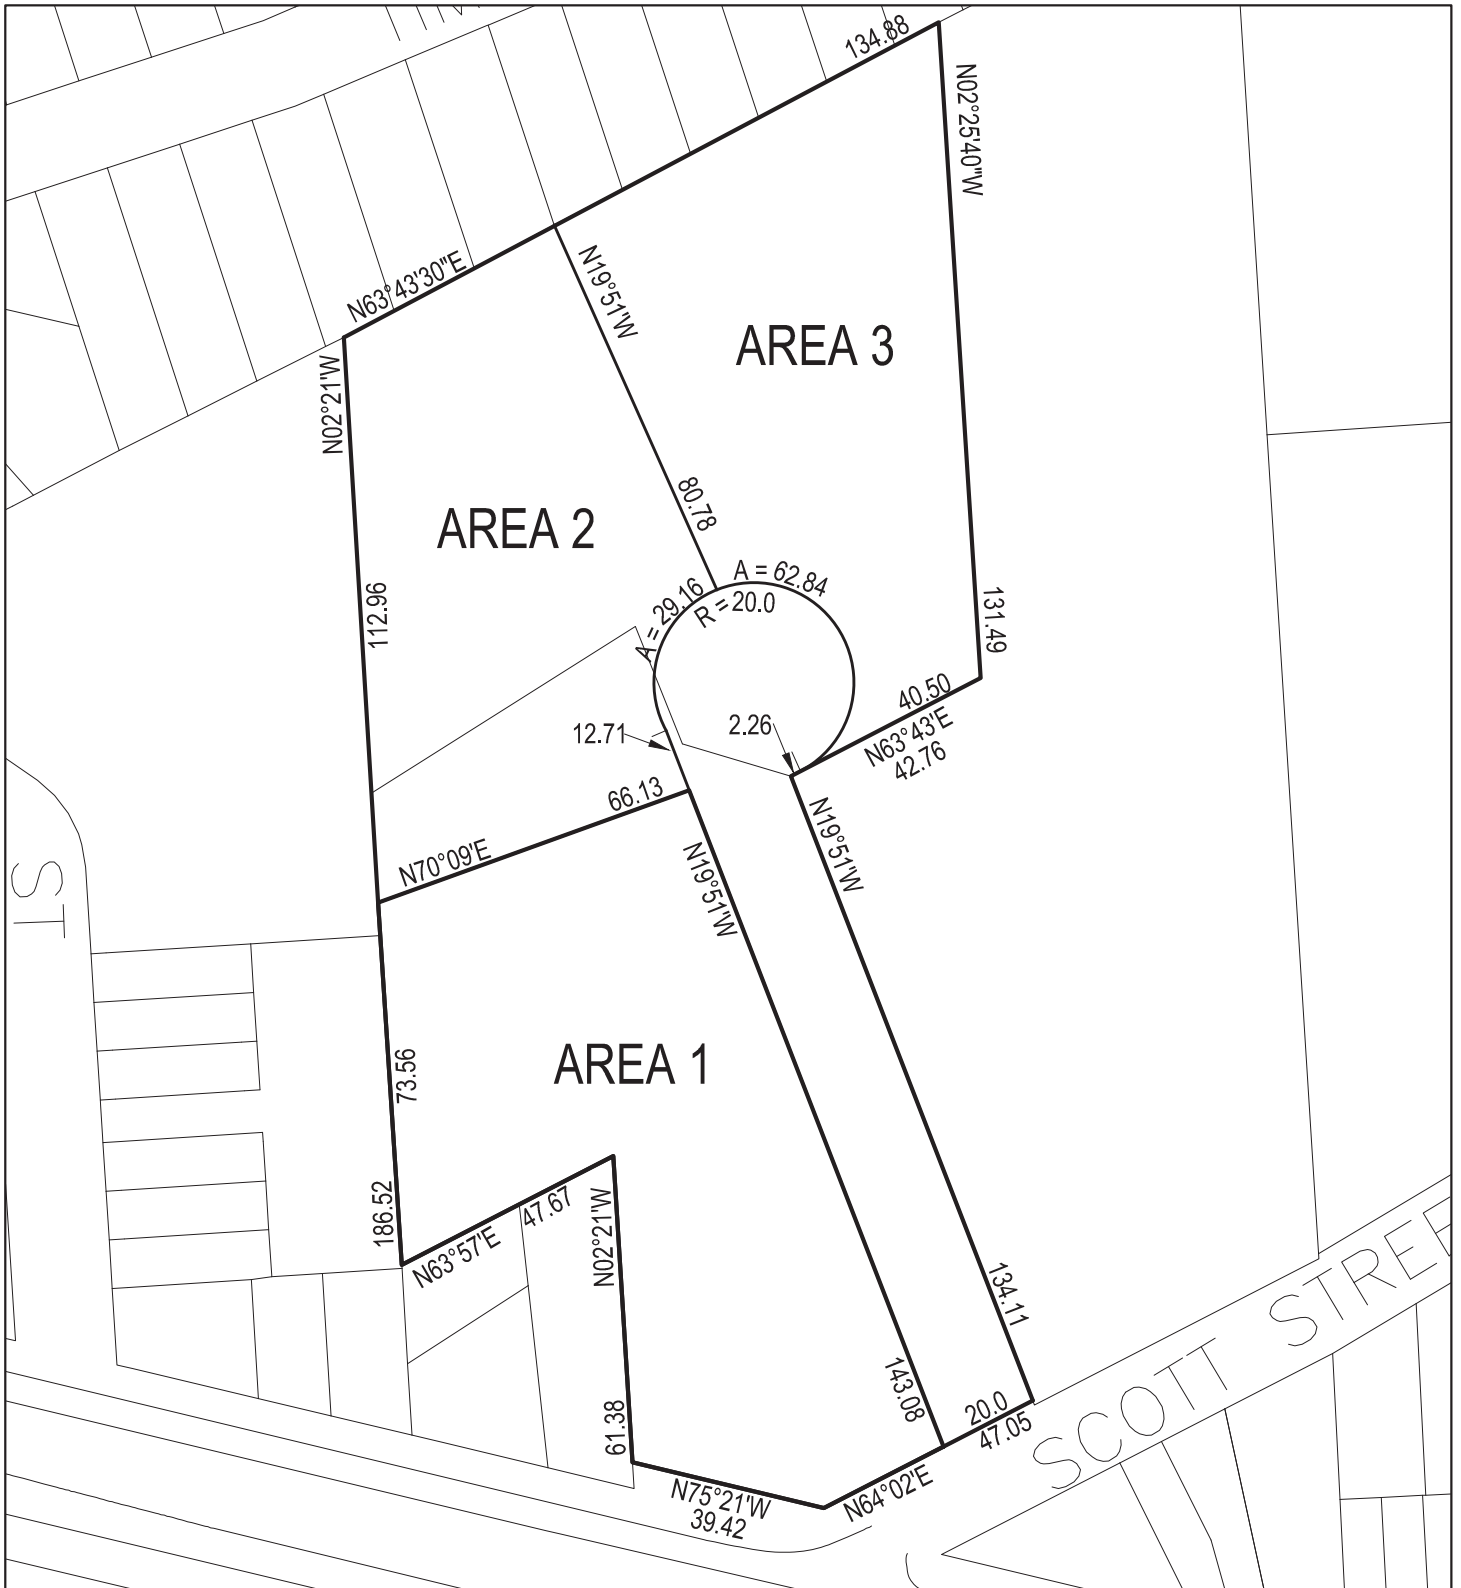 134.88
N02°25'40"W
N63°43'30"E
N19°51'W
N02°21'W
AREA 3
80.78
AREA 2
A = 62.84
R = 20.0
A = 29.16
112.96
131.49
40.50
N63°43'E
42.76
2.26
12.71
66.13
N70°09'E
N19°51'W
N19°51'W
ST
AREA 1
73.56
186.52
47.67
N63°57'E
N02°21'W
134.11
143.08
61.38
20.0
47.05
N64°02'E
N75°21'W
39.42
SCOTT STREE